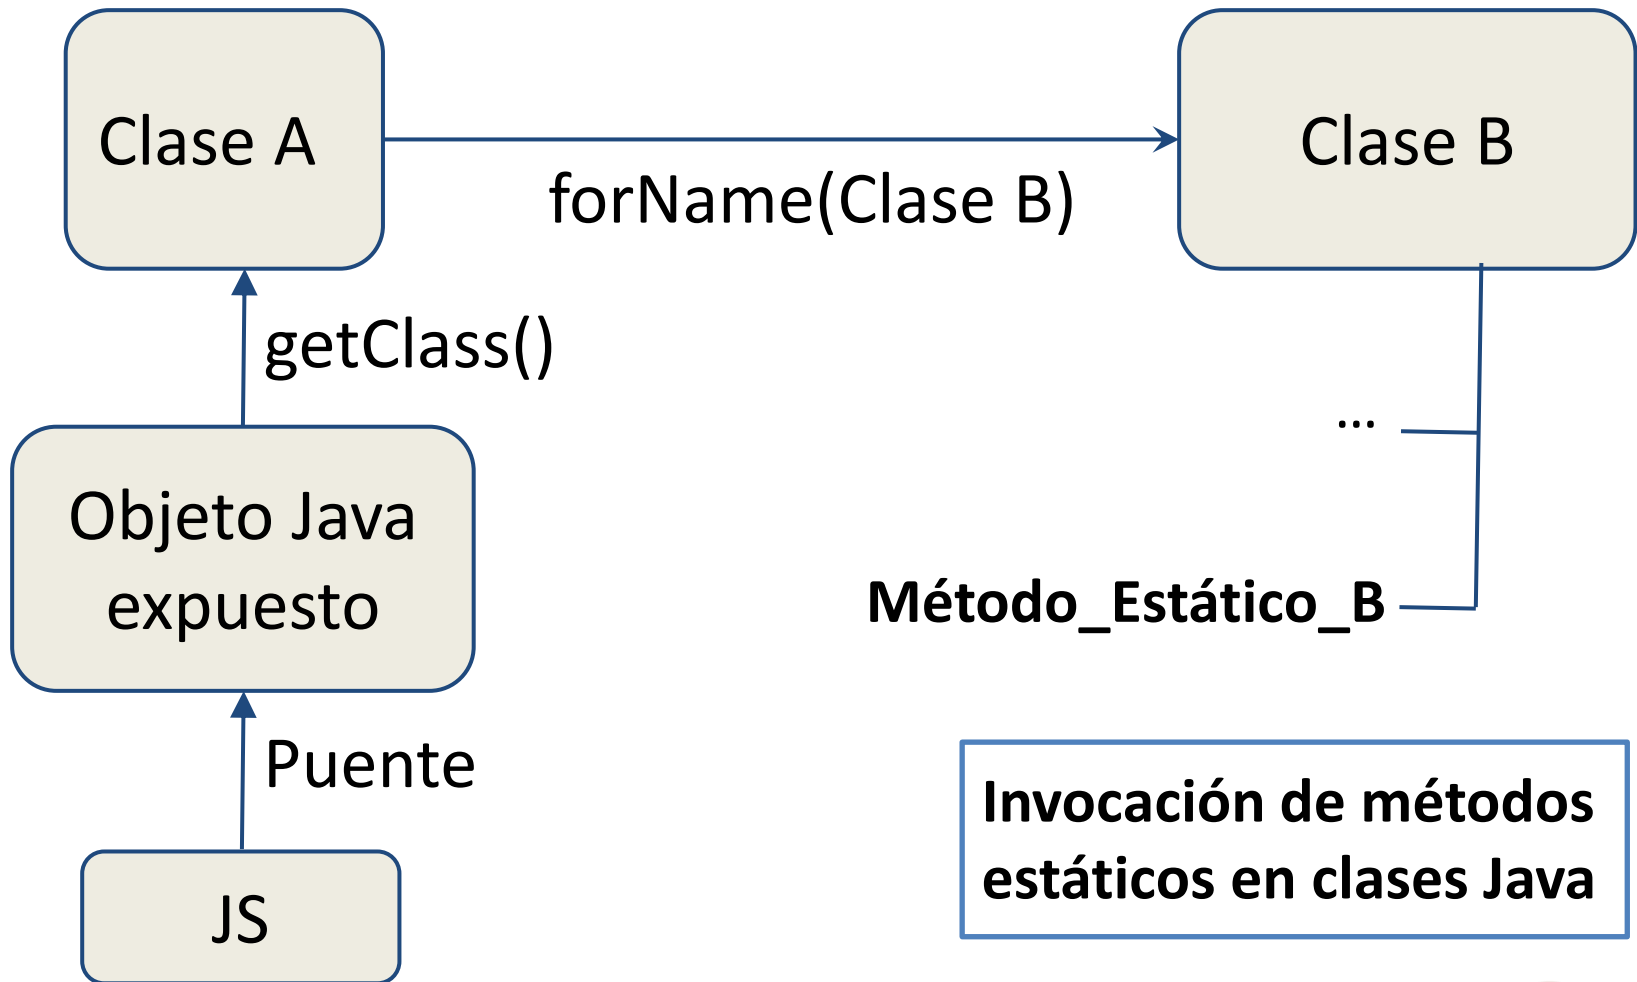 Clase A
Clase B
forName(Clase B)
getClass()
...
Objeto Java
expuesto
Método_Estático_B
Puente
Invocación de métodos
estáticos en clases Java
JS